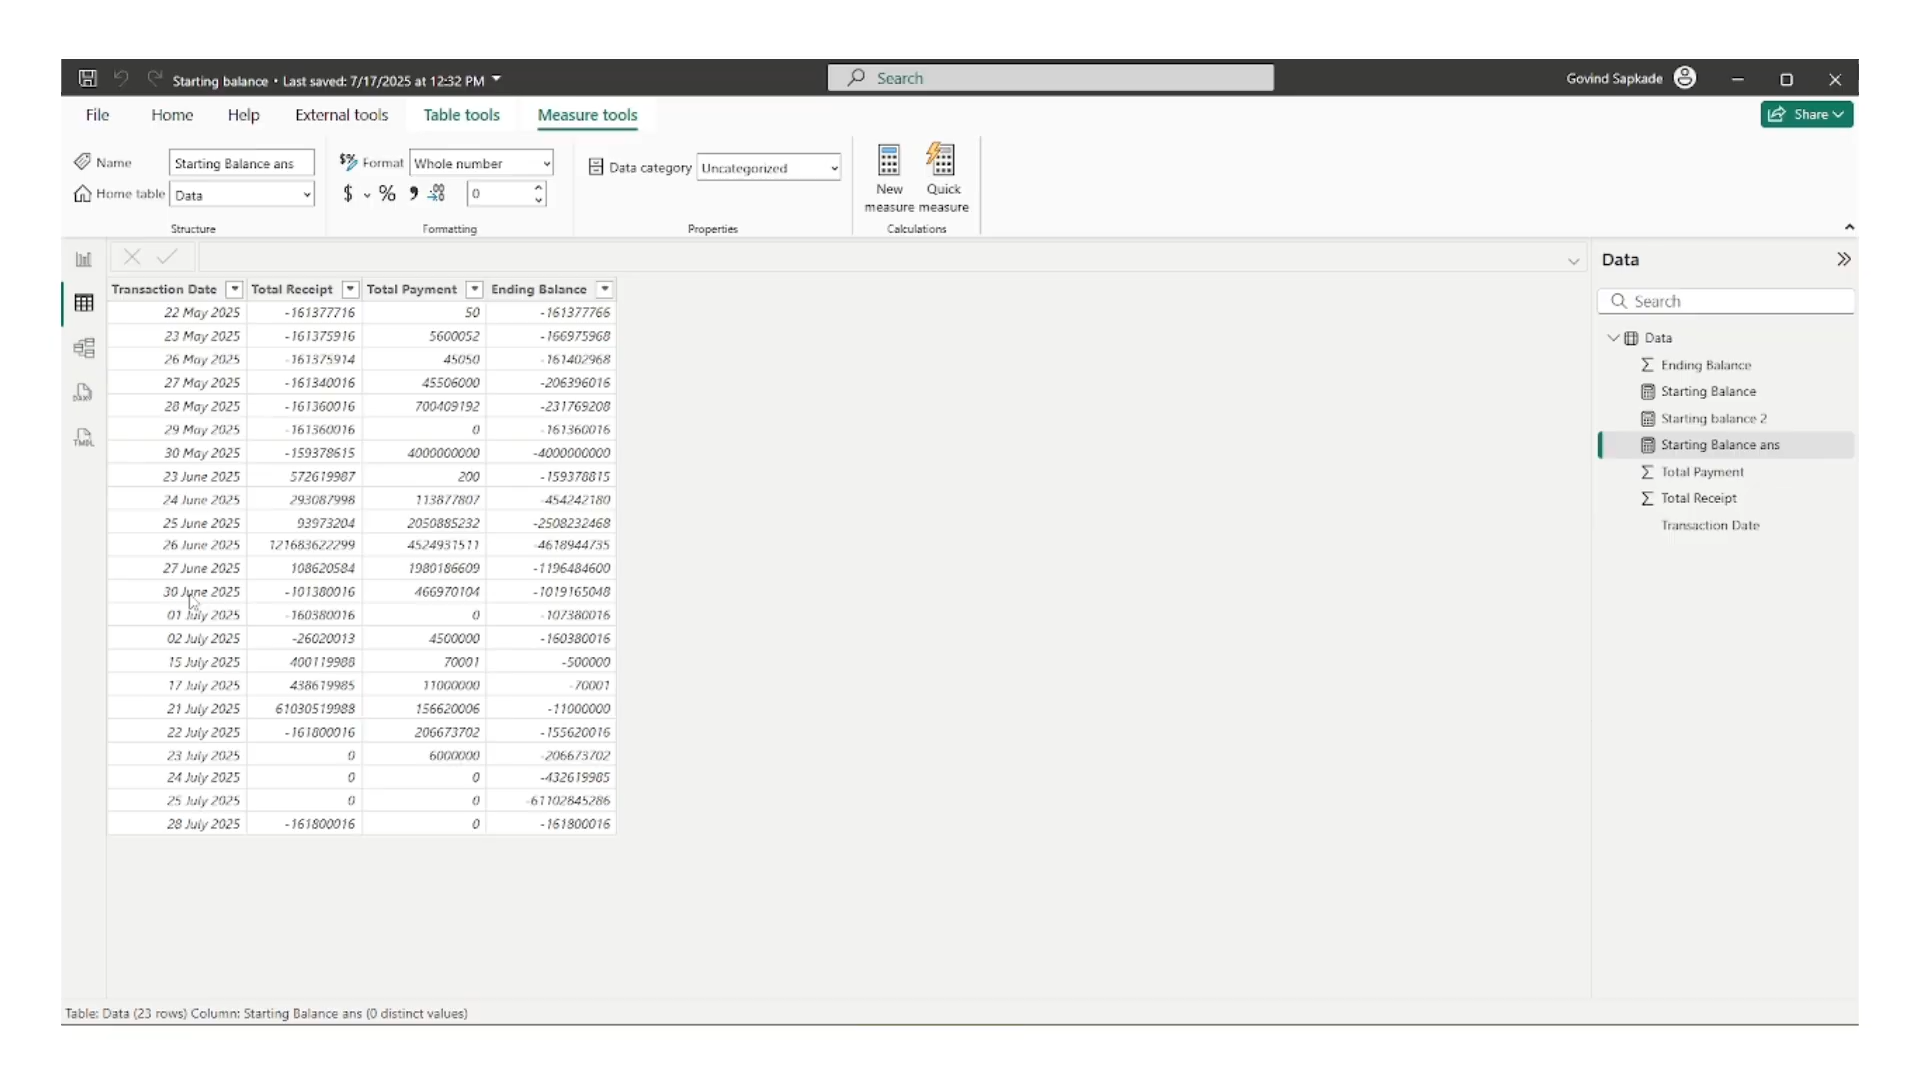 Starting balance • Last saved: 7/17/2025 at 12:32 PM
Search
Govind Sapkade
File Home Help External tools Table tools Measure tools
Share
Name Starting Balance ans
Format Whole number
Data category Uncategorized
Home table Data
$ % 9 .00 0
New measure
Quick measure
Structure Formatting Properties Calculations
Transaction Date Total Receipt Total Payment Ending Balance
22 May 2025 -161377716 50 -161377766
23 May 2025 -161375916 5600052 -166975968
26 May 2025 -161375914 45050 -161402968
27 May 2025 -161340016 45506000 -206396016
28 May 2025 -161360016 700409192 -231769208
29 May 2025 -161360016 0 -161360016
30 May 2025 -159378615 4000000000 -4000000000
23 June 2025 572619987 200 -159378815
24 June 2025 293087998 113877807 -454242180
25 June 2025 93973204 2050885232 -2508232468
26 June 2025 121683622299 4524931511 -4618944735
27 June 2025 108620584 1980186609 -1196484600
30 June 2025 -101380016 466970104 -1019165048
01 July 2025 -160380016 0 -107380016
02 July 2025 -26020013 4500000 -160380016
15 July 2025 400119988 70001 -500000
17 July 2025 438619985 11000000 -70001
21 July 2025 61030519988 156620006 -11000000
22 July 2025 -161800016 206673702 -155620016
23 July 2025 0 6000000 -206673702
24 July 2025 0 0 -432619985
25 July 2025 0 0 -61102845286
28 July 2025 -161800016 0 -161800016
Data
Search
Data
Ending Balance
Starting Balance
Starting balance 2
Starting Balance ans
Total Payment
Total Receipt
Transaction Date
Table: Data (23 rows) Column: Starting Balance ans (0 distinct values)